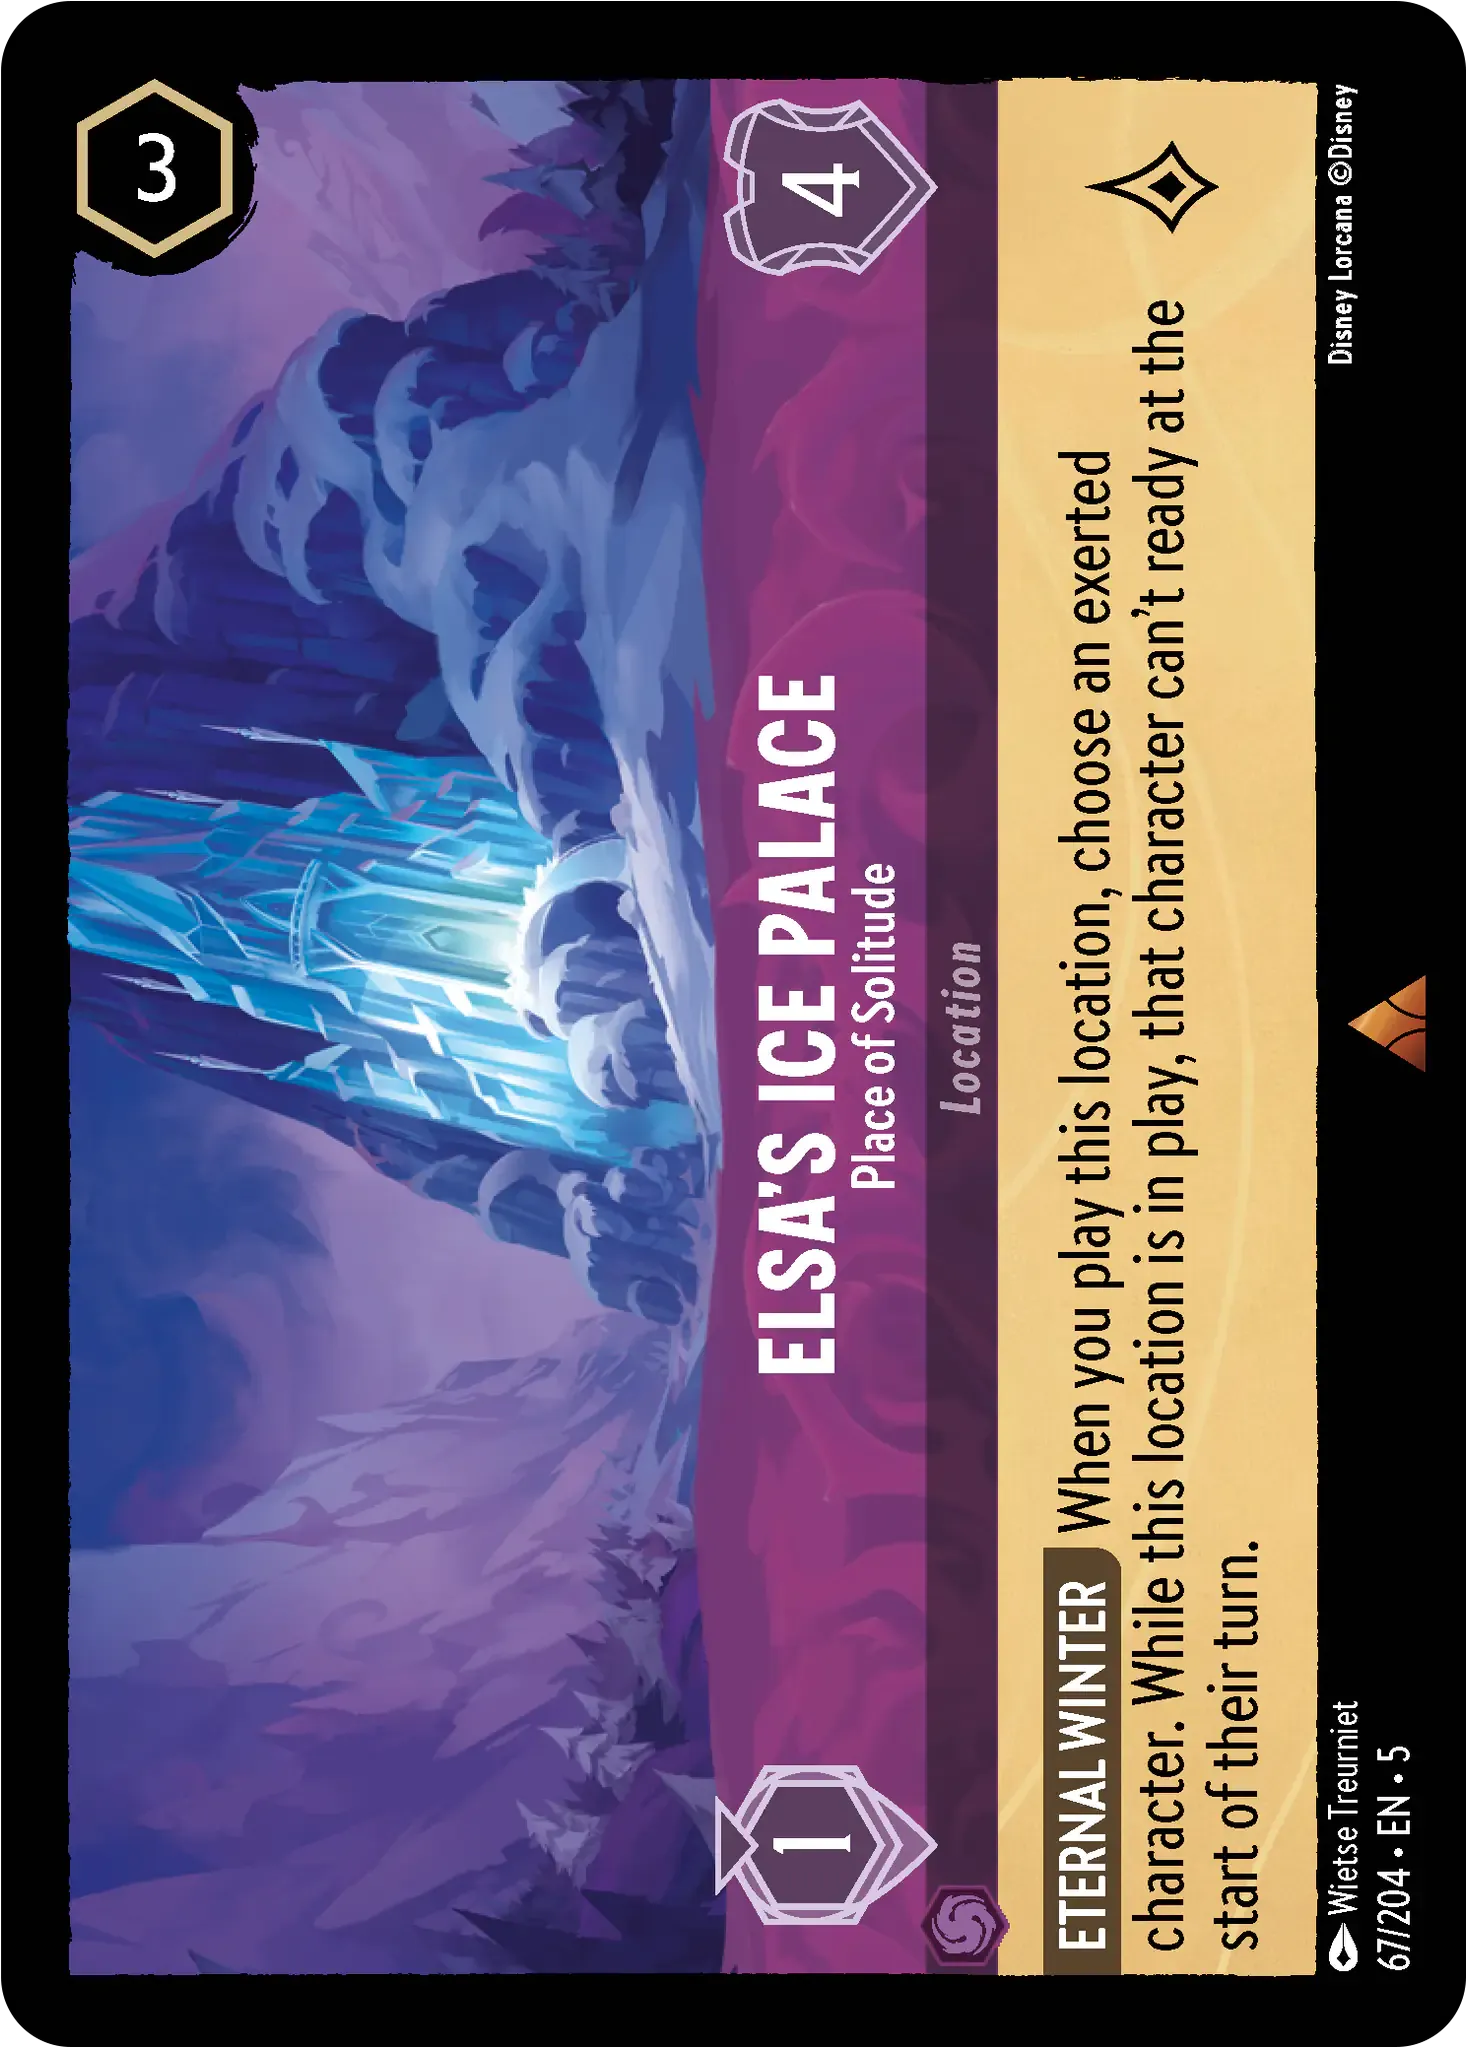 3
1
ELSA'S ICE PALACE
4
Place of Solitude
Location
ETERNAL WINTER When you play this location, choose an exerted
character. While this location is in play, that character can't ready at the
start of their turn.
Wietse Treurniet
Disney Lorcana ©Disney
67/204 • EN • 5